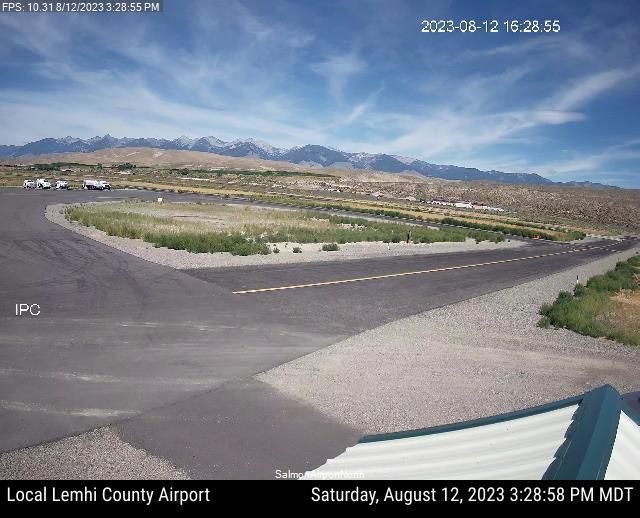 FPS: 10.31 8/12/2023 3:28:55 PM
2023-08-12 16:28:55
IPC
SalmonAirportNorth
Local Lemhi County Airport
Saturday, August 12, 2023 3:28:58 PM MDT